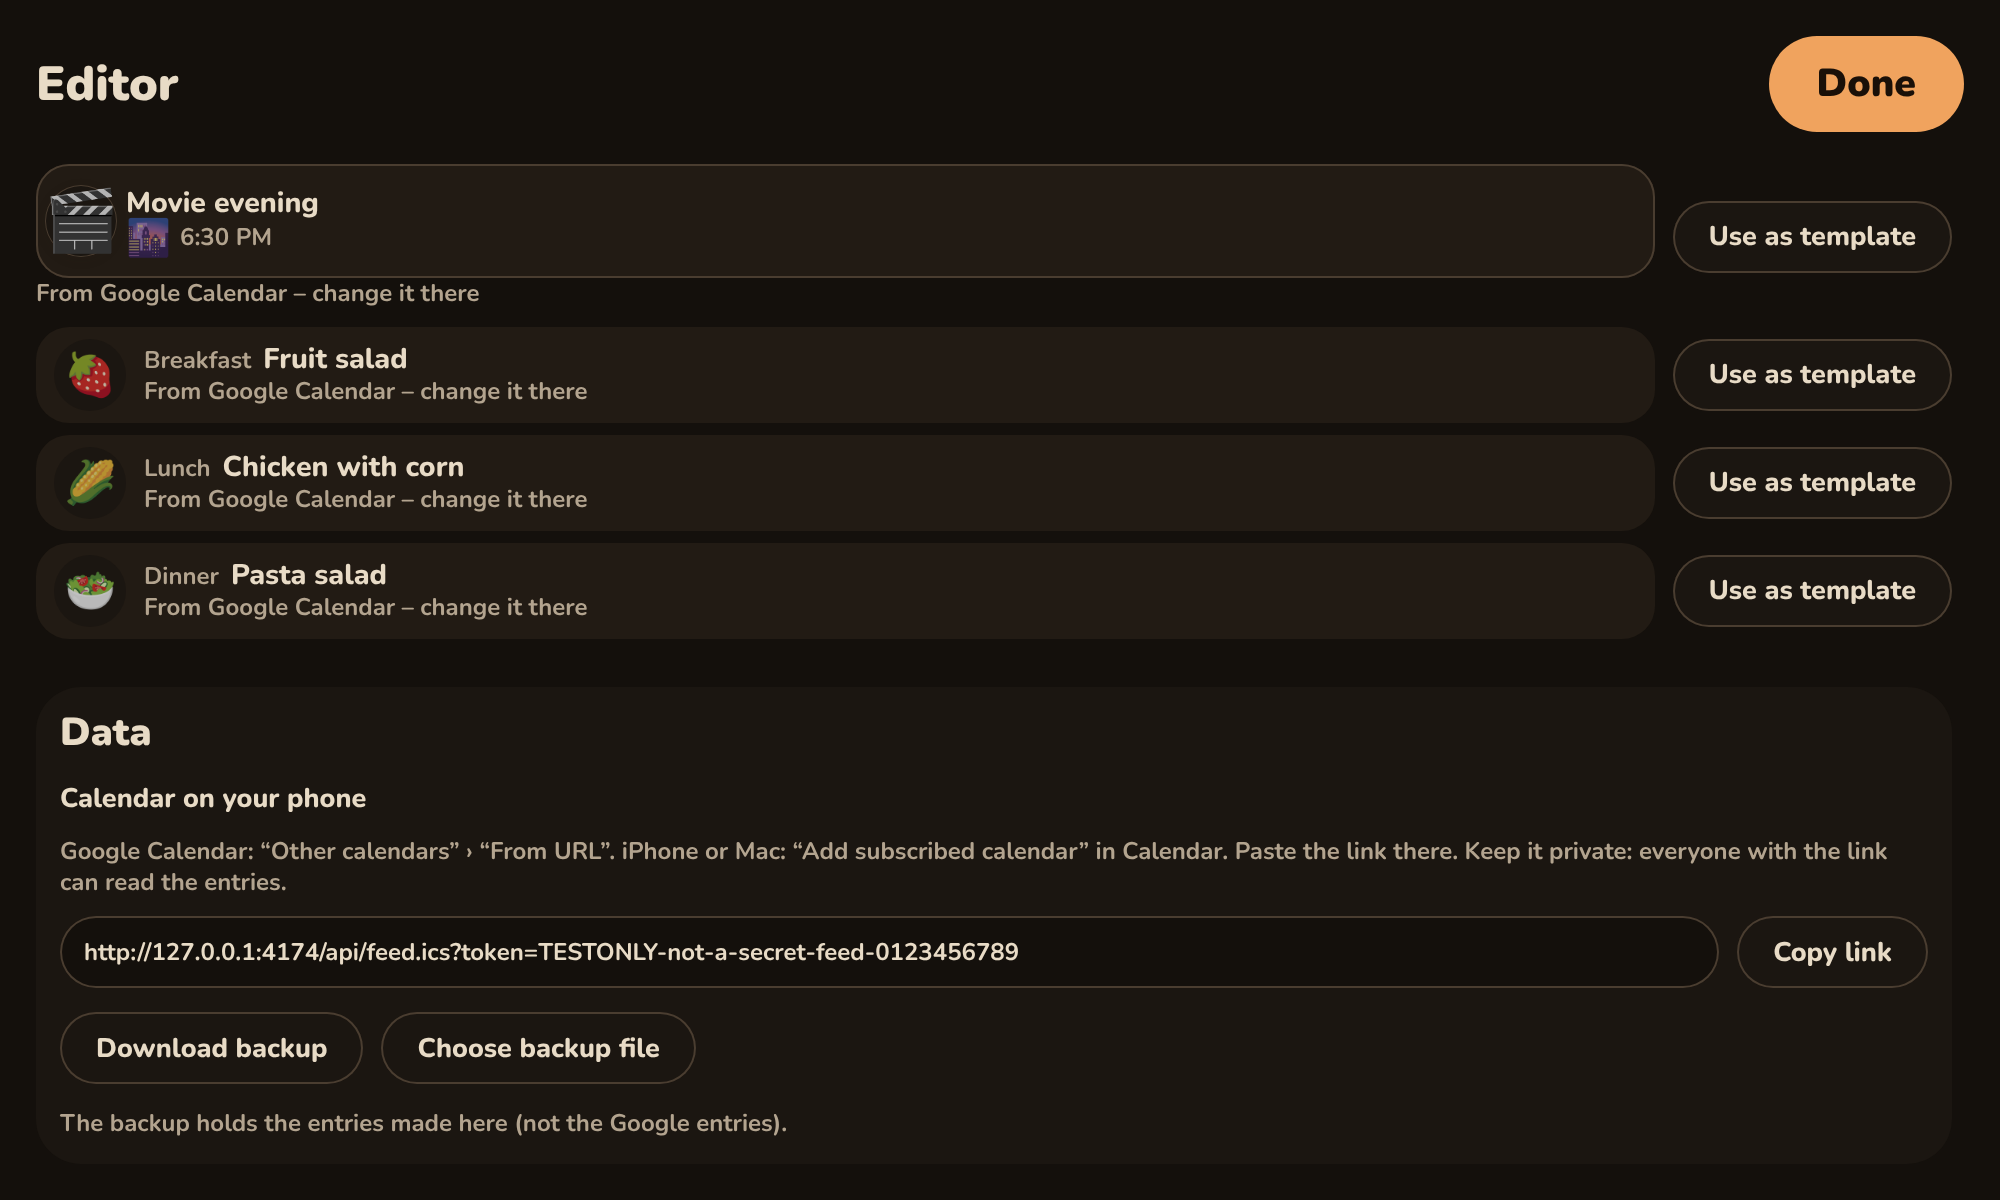 Editor
Done
Movie evening
6:30 PM
Use as template
From Google Calendar – change it there
Breakfast Fruit salad
From Google Calendar – change it there
Use as template
Lunch Chicken with corn
From Google Calendar – change it there
Use as template
Dinner Pasta salad
From Google Calendar – change it there
Use as template
Data
Calendar on your phone
Google Calendar: “Other calendars” › “From URL”. iPhone or Mac: “Add subscribed calendar” in Calendar. Paste the link there. Keep it private: everyone with the link
can read the entries.
http://127.0.0.1:4174/api/feed.ics?token=TESTONLY-not-a-secret-feed-0123456789
Copy link
Download backup
Choose backup file
The backup holds the entries made here (not the Google entries).